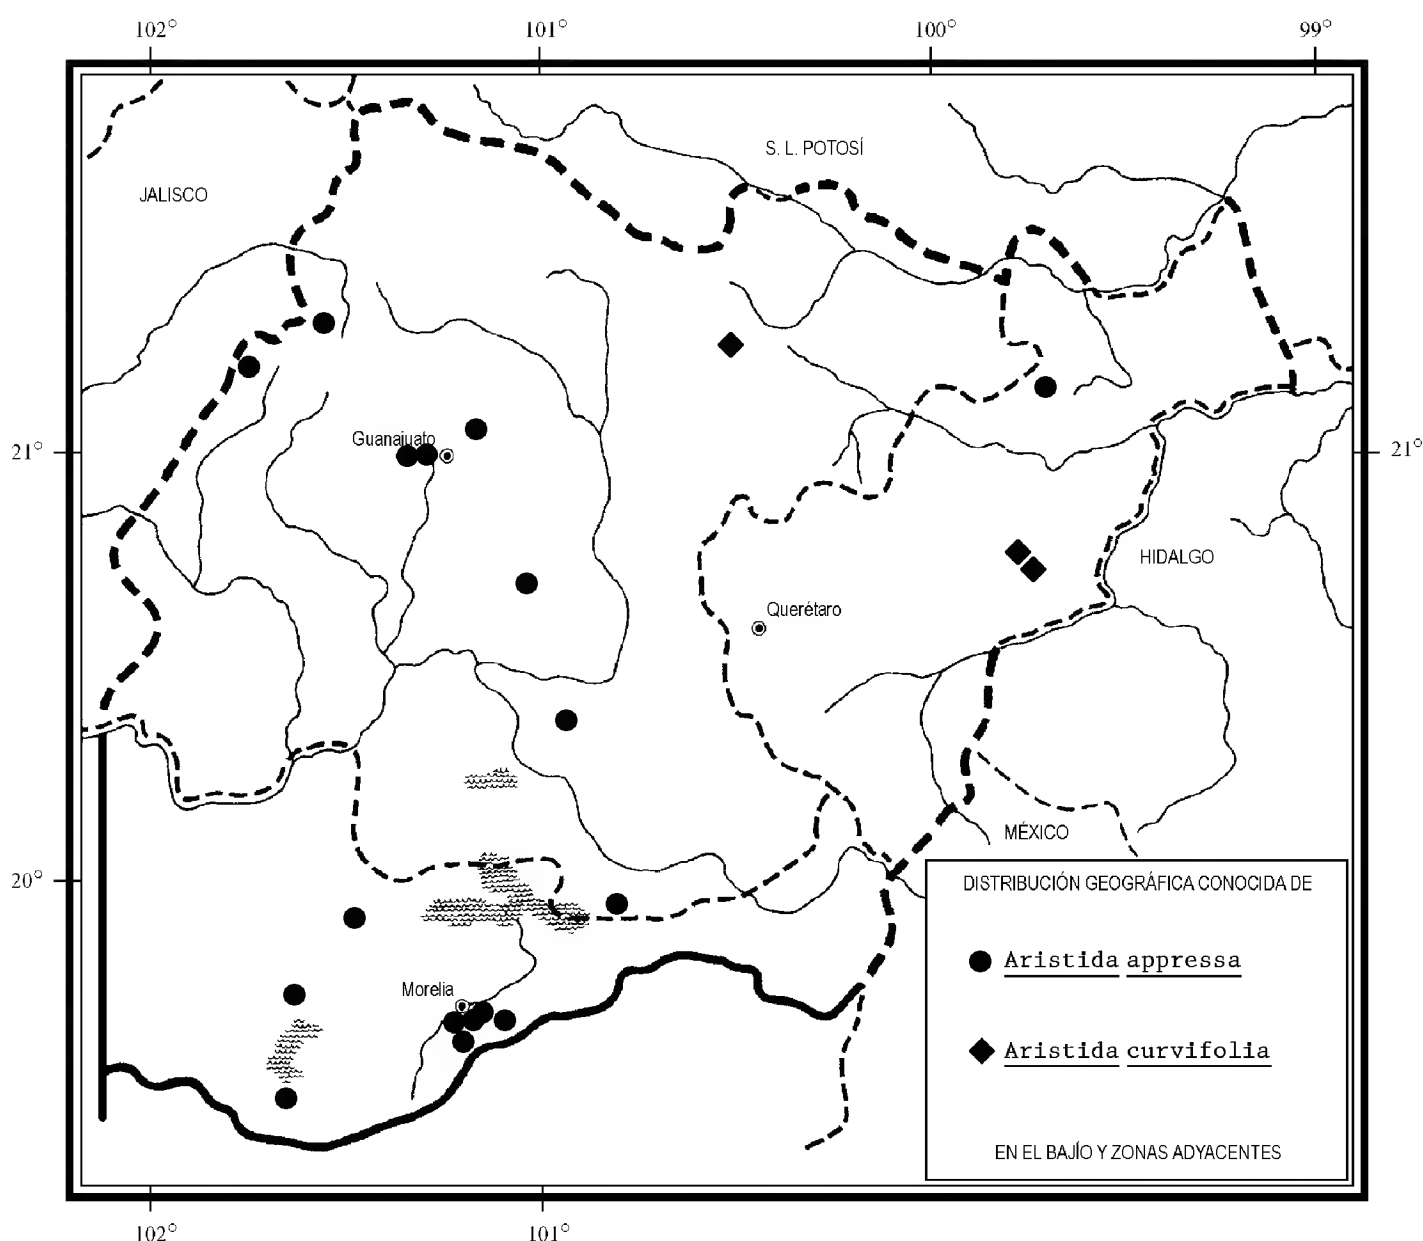 102° 101° 100° 99°
S. L. POTOSÍ
JALISCO
Guanajuato
21° 21°
HIDALGO
Querétaro
MÉXICO
20°
DISTRIBUCIÓN GEOGRÁFICA CONOCIDA DE
Aristida appressa
Morelia
Aristida curvifolia
EN EL BAJÍO Y ZONAS ADYACENTES
102° 101°